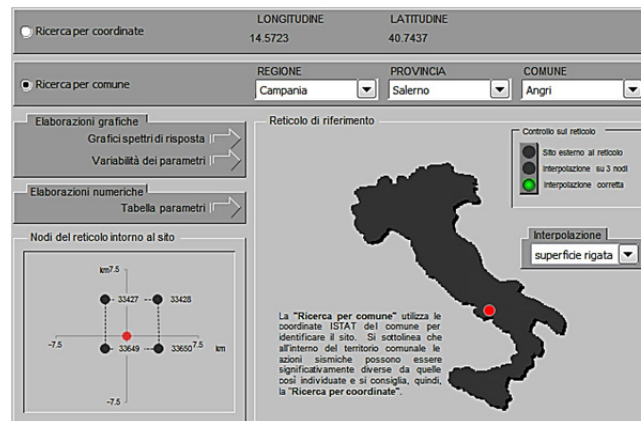 LONGITUDINE LATITUDINE
Ricerca per coordinate 14.5723 40.7437
REGIONE PROVINCIA COMUNE
Ricerca per comune Campania Salerno Angri
Elaborazioni grafiche
Grafici spettri di risposta
Variabilità dei parametri
Elaborazioni numeriche
Tabella parametri
Nodi del reticolo intorno al sito
km 7.5
33427 33428
-7.5 33649 33650 7.5 km
-7.5
Reticolo di riferimento
Controllo sul reticolo
Sito esterno al reticolo
Interpolazione su 3 nodi
Interpolazione corretta
Interpolazione
superficie rigata
La "Ricerca per comune" utilizza le
coordinate ISTAT del comune per
identificare il sito. Si sottolinea che
all'interno del territorio comunale le
azioni sismiche possono essere
significativamente diverse da quelle
così individuate e si consiglia, quindi,
la "Ricerca per coordinate".